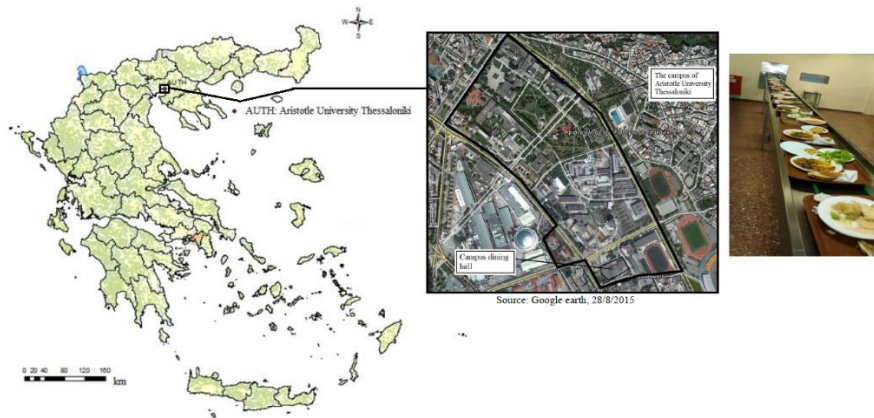 N
W
E
S
AUTH
AUTH: Aristotle University Thessaloniki
The campus of
Aristotle University
Thessaloniki
Campus dining
hall
Source: Google earth, 28/8/2015
0 20 40 80 120 160
km